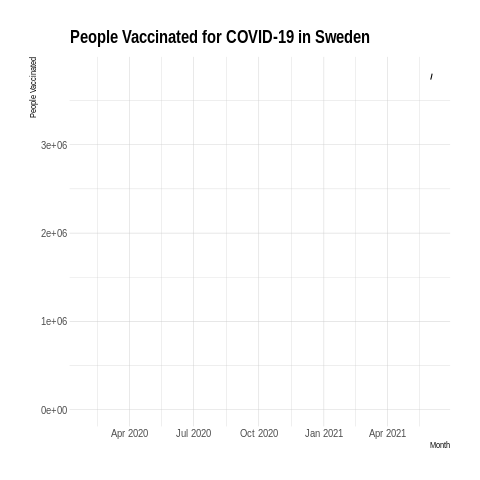 People Vaccinated for COVID-19 in Sweden
People Vaccinated
3e+06
2e+06
1e+06
0e+00
Apr 2020
Jul 2020
Oct 2020
Jan 2021
Apr 2021
Month